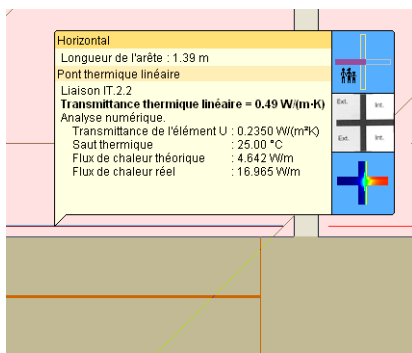 Horizontal
Longueur de l'arête : 1.39 m
Pont thermique linéaire
Liaison IT.2.2
Transmittance thermique linéaire = 0.49 W/(m·K)
Analyse numérique.
Transmittance de l'élément U : 0.2350 W/(m²K)
Saut thermique : 25.00 °C
Flux de chaleur théorique : 4.642 W/m
Flux de chaleur réel : 16.965 W/m
Ext. Int.
Ext. Int.